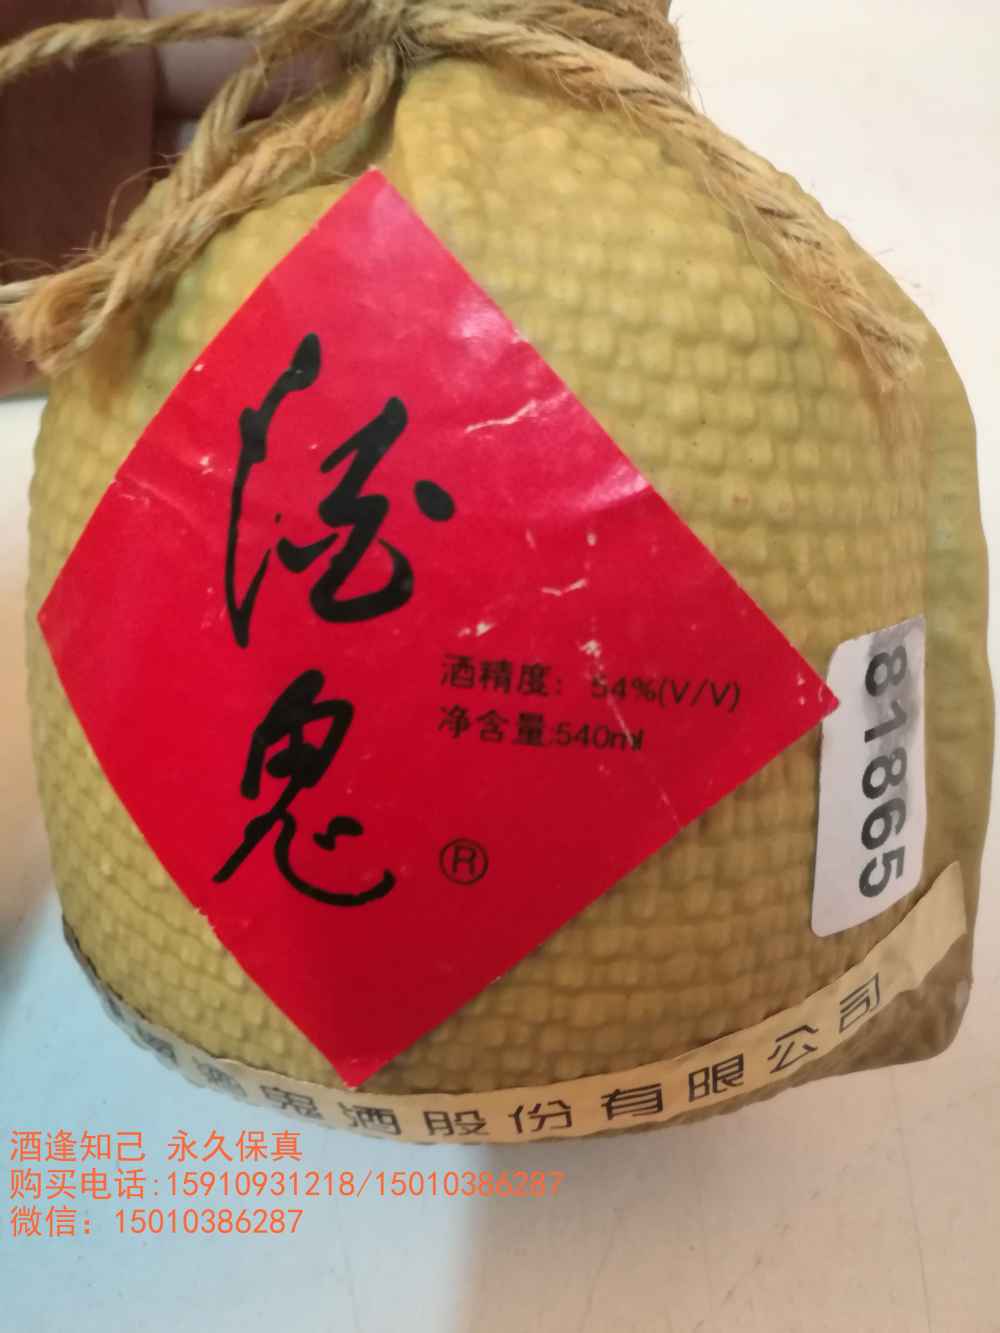 酒鬼
酒精度：54%(V/V)
净含量:540ml
®
81865
酒鬼酒股份有限公司
酒逢知己 永久保真
购买电话:15910931218/15010386287
微信：15010386287